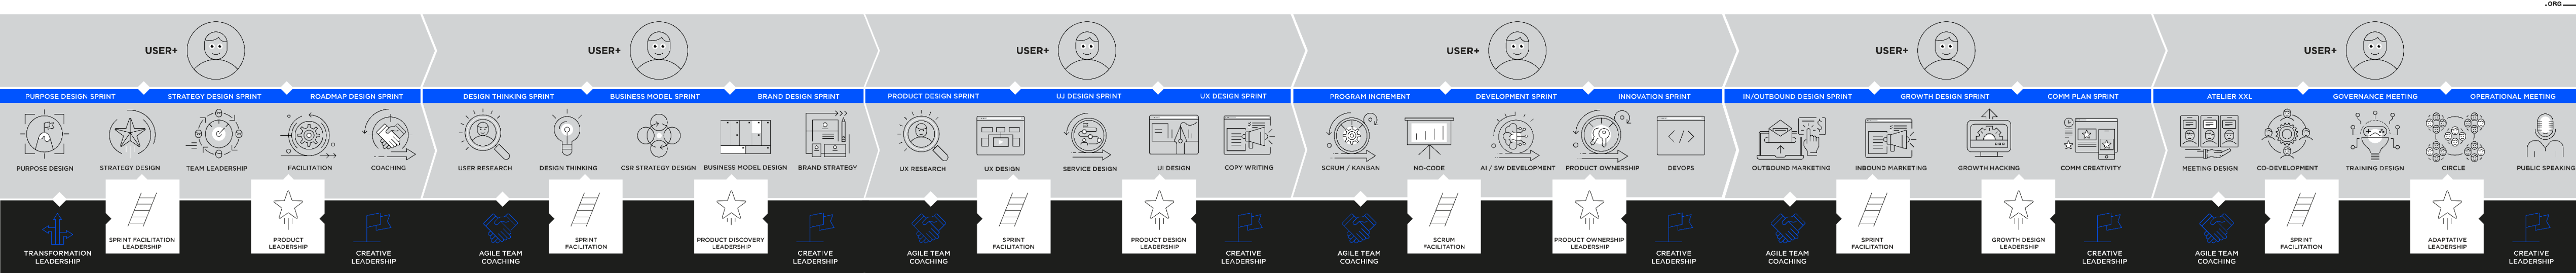 .ORG
USER+
USER+
USER+
USER+
USER+
USER+
PURPOSE DESIGN SPRINT
STRATEGY DESIGN SPRINT
ROADMAP DESIGN SPRINT
DESIGN THINKING SPRINT
BUSINESS MODEL SPRINT
BRAND DESIGN SPRINT
PRODUCT DESIGN SPRINT
UJ DESIGN SPRINT
UX DESIGN SPRINT
PROGRAM INCREMENT
DEVELOPMENT SPRINT
INNOVATION SPRINT
IN/OUTBOUND DESIGN SPRINT
GROWTH DESIGN SPRINT
COMM PLAN SPRINT
ATELIER XXL
GOVERNANCE MEETING
OPERATIONAL MEETING
PURPOSE DESIGN
STRATEGY DESIGN
TEAM LEADERSHIP
FACILITATION
COACHING
USER RESEARCH
DESIGN THINKING
CSR STRATEGY DESIGN
BUSINESS MODEL DESIGN
BRAND STRATEGY
UX RESEARCH
UX DESIGN
SERVICE DESIGN
UI DESIGN
COPY WRITING
SCRUM / KANBAN
NO-CODE
AI / SW DEVELOPMENT
PRODUCT OWNERSHIP
DEVOPS
OUTBOUND MARKETING
INBOUND MARKETING
GROWTH HACKING
COMM CREATIVITY
MEETING DESIGN
CO-DEVELOPMENT
TRAINING DESIGN
CIRCLE
PUBLIC SPEAKING
TRANSFORMATION
LEADERSHIP
SPRINT FACILITATION
LEADERSHIP
PRODUCT
LEADERSHIP
CREATIVE
LEADERSHIP
AGILE TEAM
COACHING
SPRINT
FACILITATION
PRODUCT DISCOVERY
LEADERSHIP
CREATIVE
LEADERSHIP
AGILE TEAM
COACHING
SPRINT
FACILITATION
PRODUCT DESIGN
LEADERSHIP
CREATIVE
LEADERSHIP
AGILE TEAM
COACHING
SCRUM
FACILITATION
PRODUCT OWNERSHIP
LEADERSHIP
CREATIVE
LEADERSHIP
AGILE TEAM
COACHING
SPRINT
FACILITATION
GROWTH DESIGN
LEADERSHIP
CREATIVE
LEADERSHIP
AGILE TEAM
COACHING
SPRINT
FACILITATION
ADAPTATIVE
LEADERSHIP
CREATIVE
LEADERSHIP